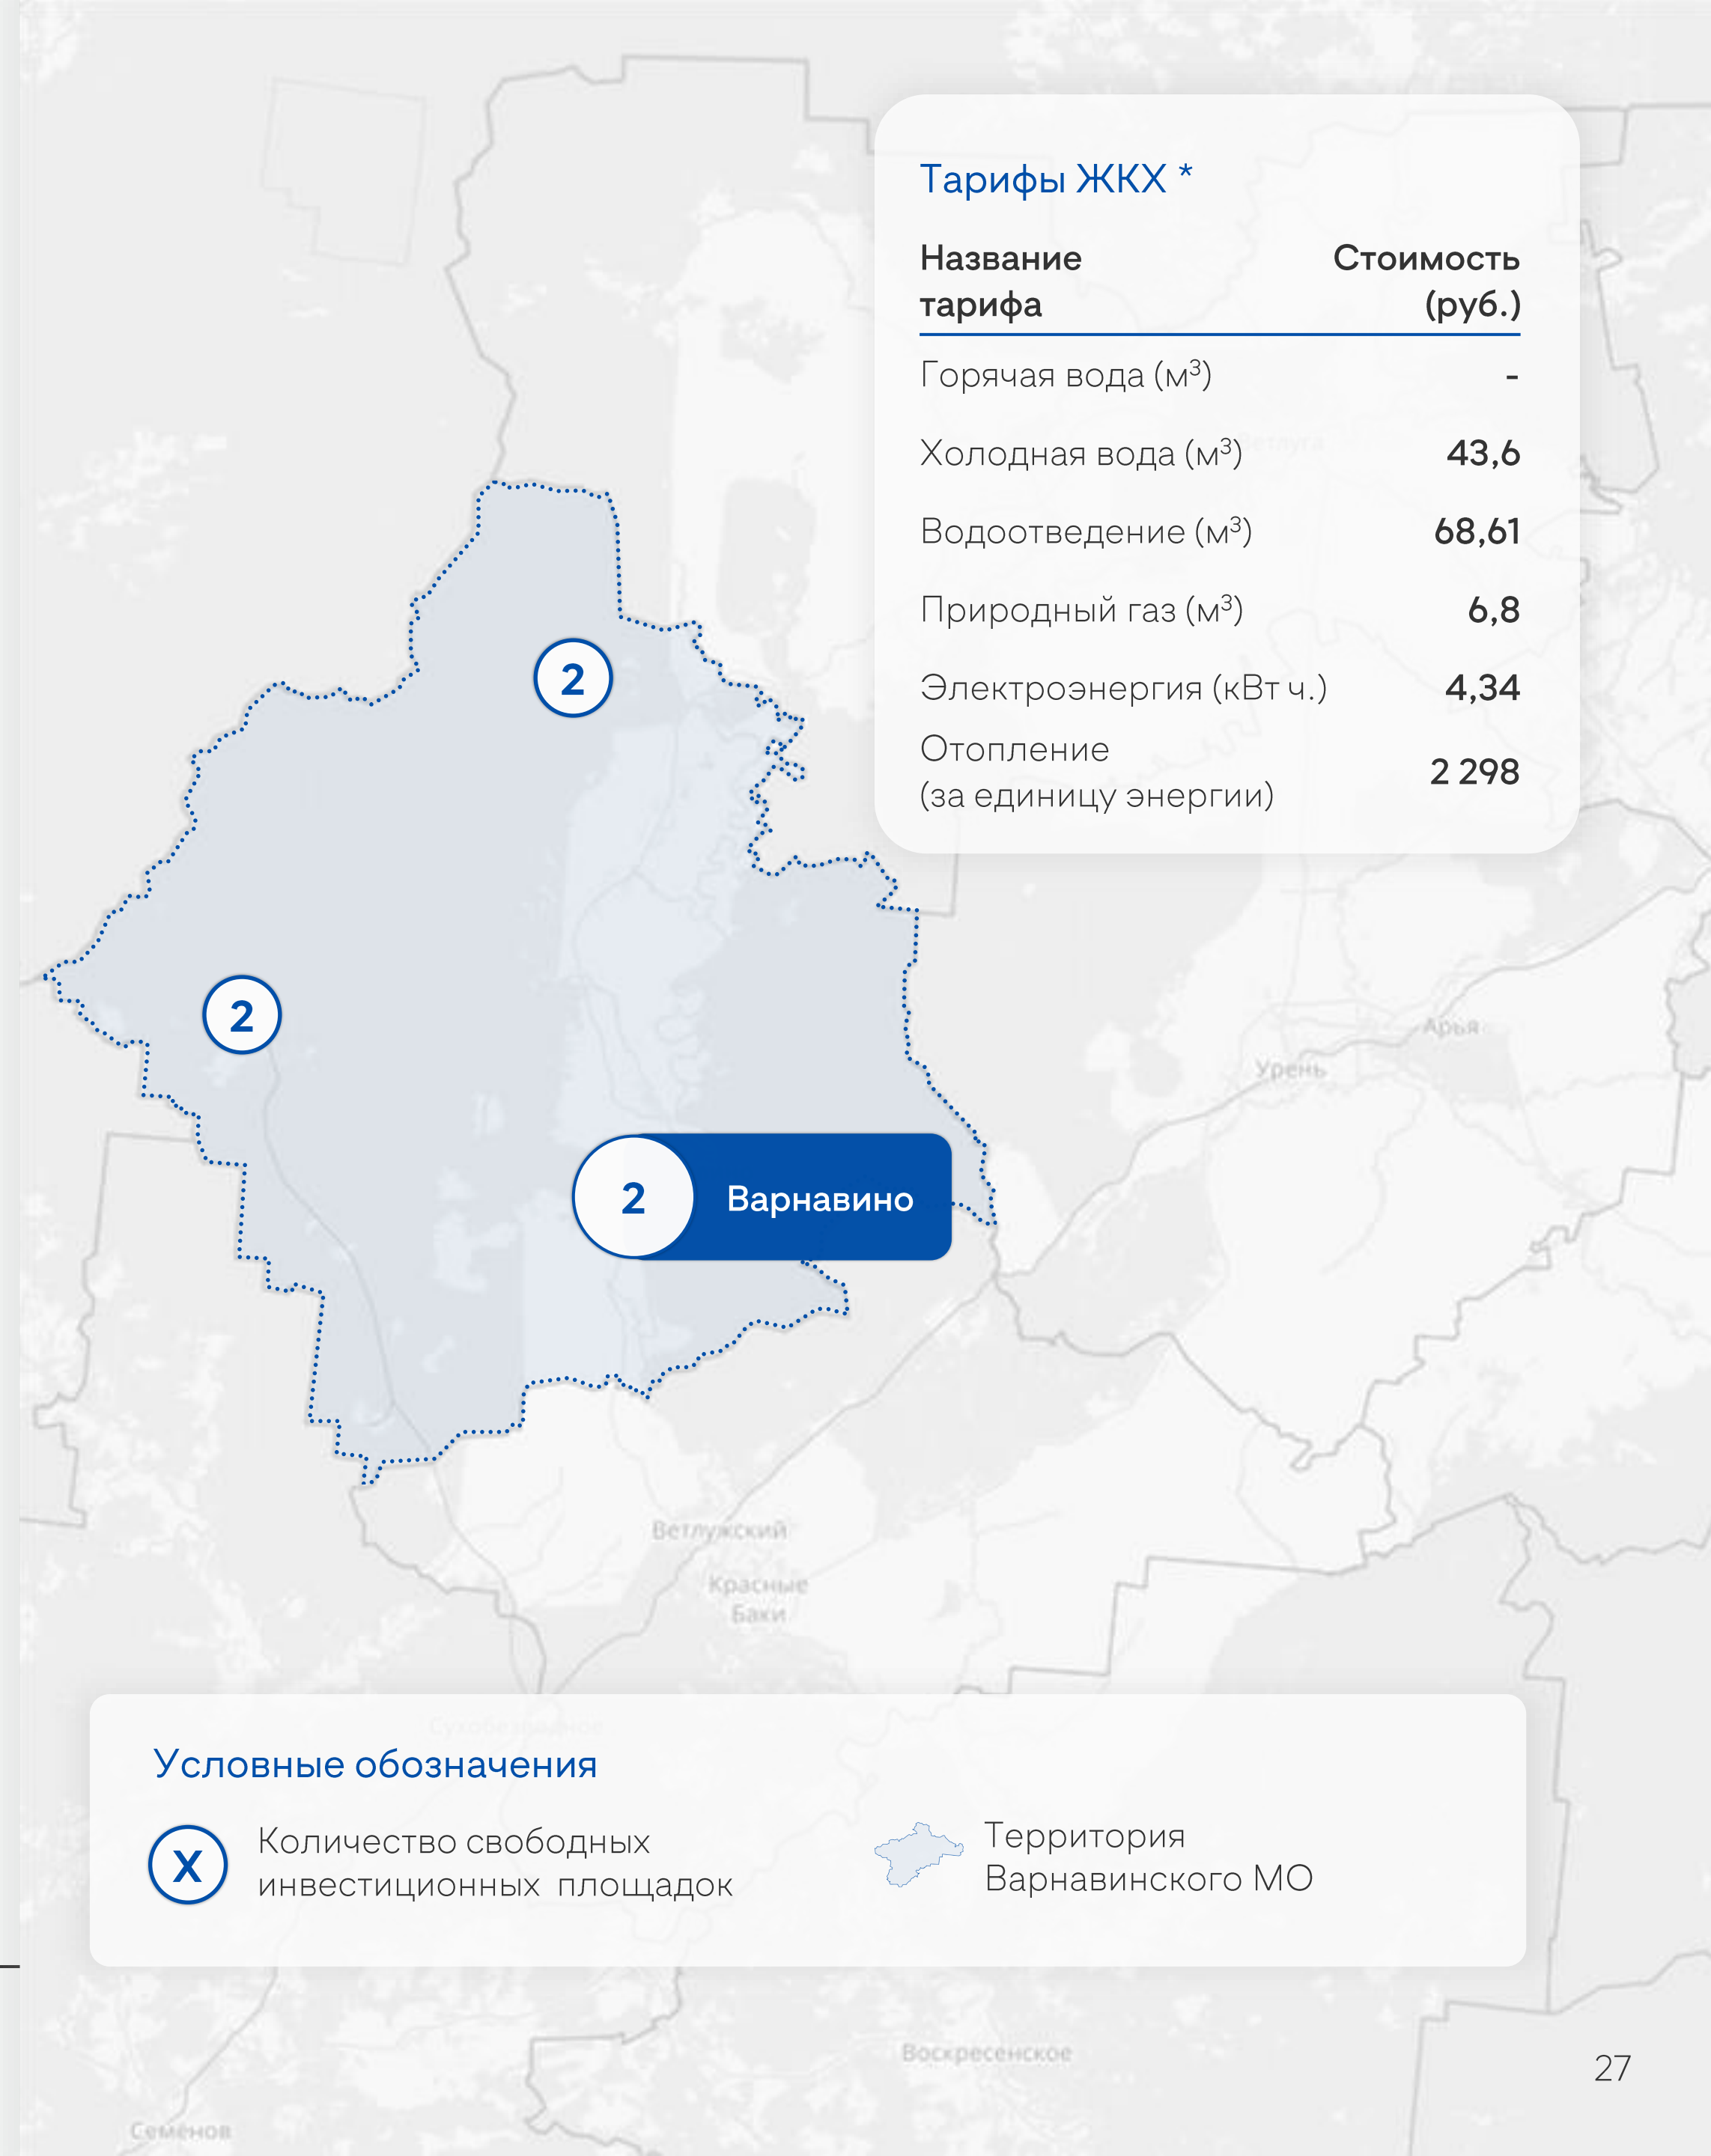 Тарифы ЖКХ *
Название тарифа
Стоимость (руб.)
Горячая вода (м³) -
Ветлуга
Холодная вода (м³) 43,6
Водоотведение (м³) 68,61
Природный газ (м³) 6,8
Электроэнергия (кВт ч.) 4,34
Отопление
(за единицу энергии) 2 298
2
2
Арья
Урень
2 Варнавино
Ветлужский
Красные
Баки
Сухобезводное
Условные обозначения
X
Количество свободных
инвестиционных площадок
Территория
Варнавинского МО
Воскресенское
27
Семёнов